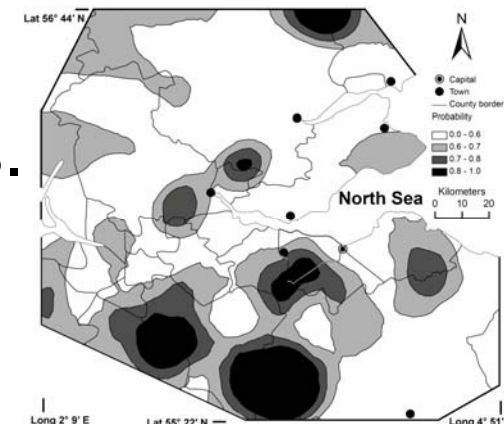 Lat 56° 44' N
N
Capital
Town
County border
Probability
0.0 - 0.6
0.6 - 0.7
0.7 - 0.8
0.8 - 1.0
Kilometers
0 10 20
North Sea
Long 2° 9' E
Lat 55° 22' N
Long 4° 51'